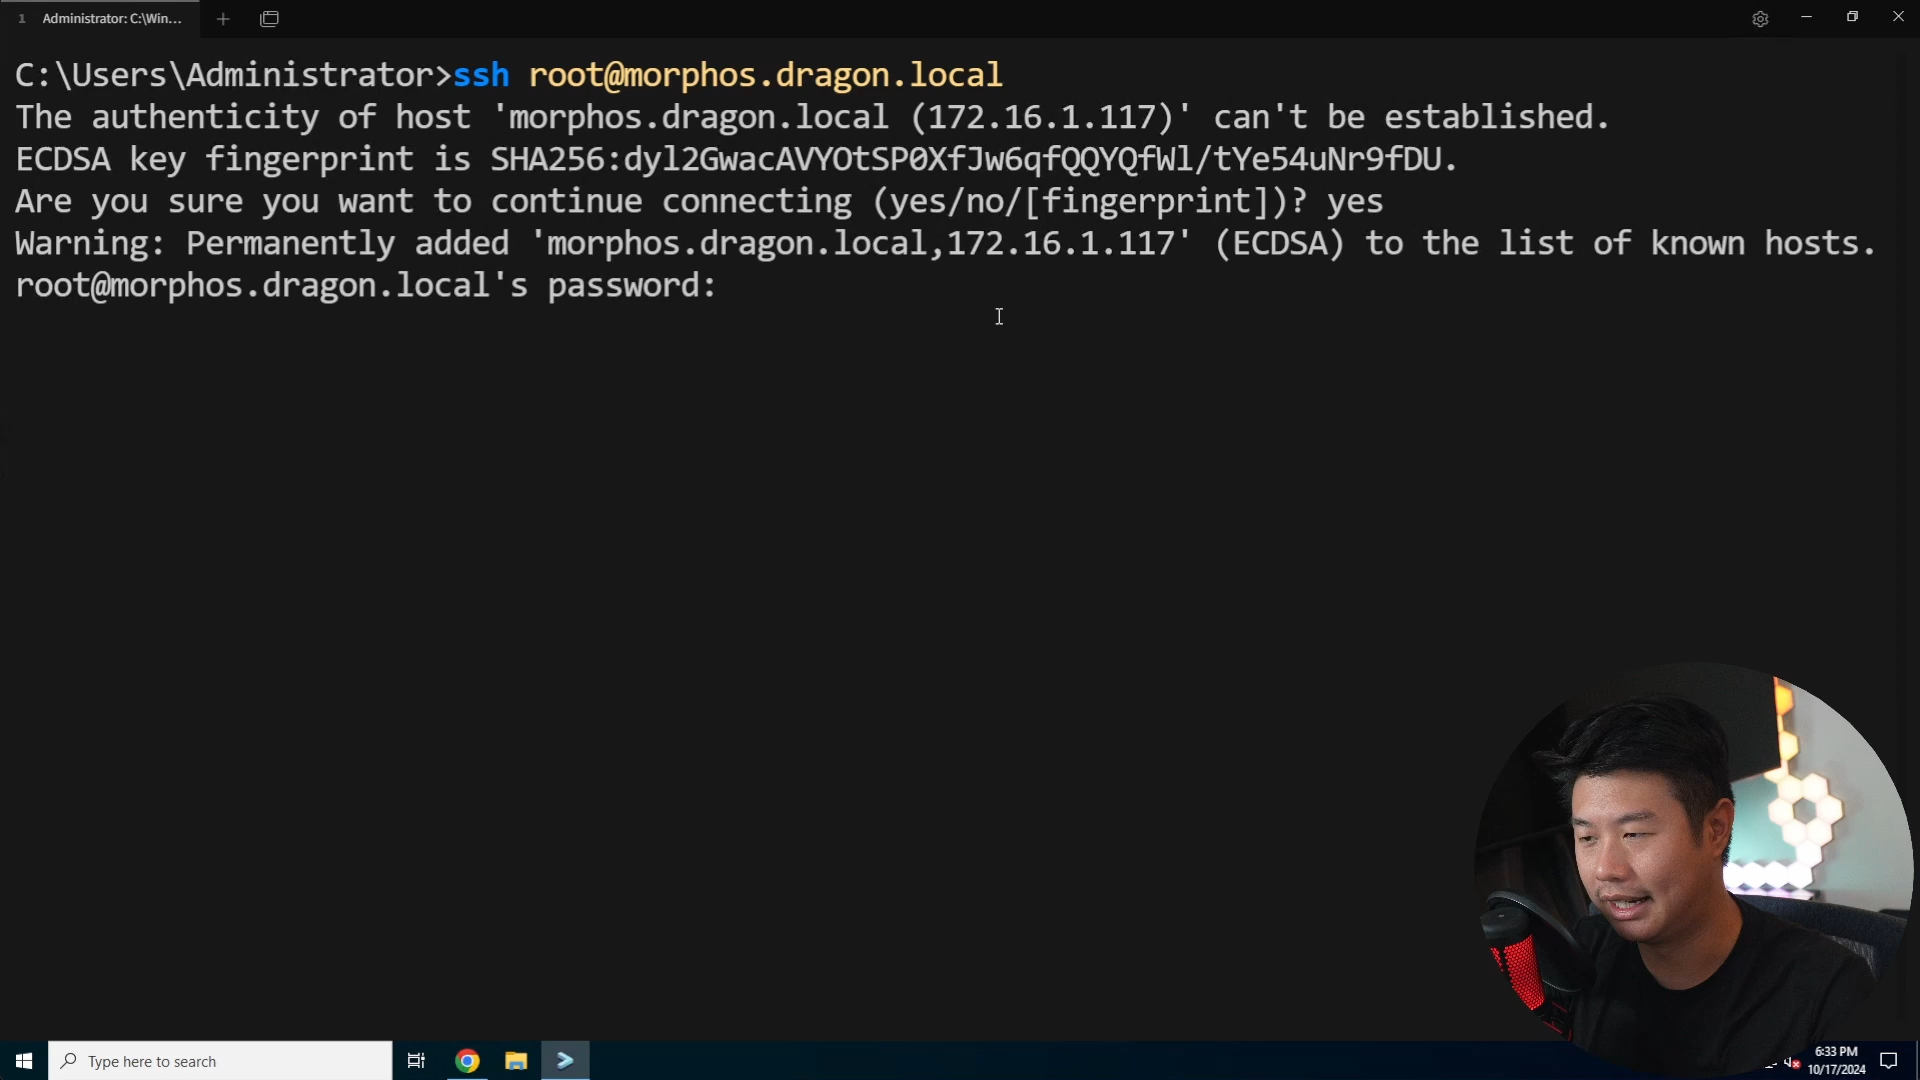 1 Administrator: C:\Win...
C:\Users\Administrator>ssh root@morphos.dragon.local
The authenticity of host 'morphos.dragon.local (172.16.1.117)' can't be established.
ECDSA key fingerprint is SHA256:dyl2GwacAVYOtSP0XfJw6qfQQYQfWl/tYe54uNr9fDU.
Are you sure you want to continue connecting (yes/no/[fingerprint])? yes
Warning: Permanently added 'morphos.dragon.local,172.16.1.117' (ECDSA) to the list of known hosts.
root@morphos.dragon.local's password:
Type here to search
6:33 PM
10/17/2024